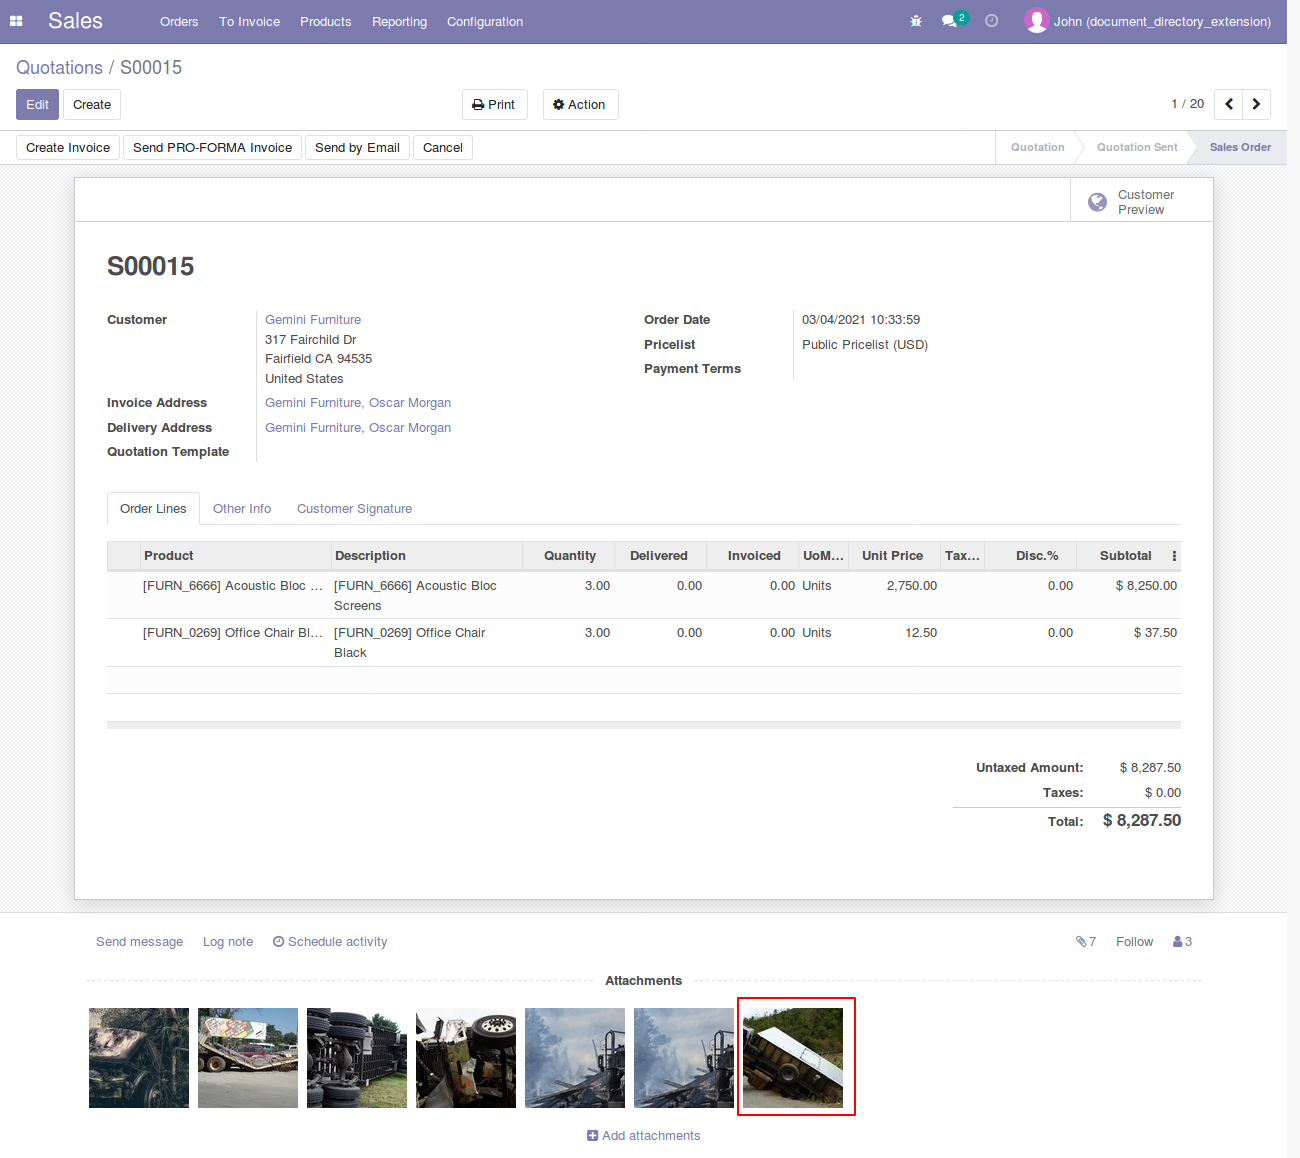 Sales Orders To Invoice Products Reporting Configuration 2 John (document_directory_extension)
Quotations / S00015
Edit Create Print Action 1 / 20
Create Invoice Send PRO-FORMA Invoice Send by Email Cancel Quotation Quotation Sent Sales Order
Customer
Preview
S00015
Customer Gemini Furniture Order Date 03/04/2021 10:33:59
317 Fairchild Dr
Pricelist Public Pricelist (USD)
Fairfield CA 94535
Payment Terms
United States
Invoice Address Gemini Furniture, Oscar Morgan
Delivery Address Gemini Furniture, Oscar Morgan
Quotation Template
Order Lines Other Info Customer Signature
Product Description Quantity Delivered Invoiced UoM... Unit Price Tax... Disc.% Subtotal
[FURN_6666] Acoustic Bloc ... [FURN_6666] Acoustic Bloc 3.00 0.00 0.00 Units 2,750.00 0.00 $ 8,250.00
Screens
[FURN_0269] Office Chair Bl... [FURN_0269] Office Chair 3.00 0.00 0.00 Units 12.50 0.00 $ 37.50
Black
Untaxed Amount: $ 8,287.50
Taxes: $ 0.00
Total: $ 8,287.50
Send message Log note Schedule activity 7 Follow 3
Attachments
Add attachments